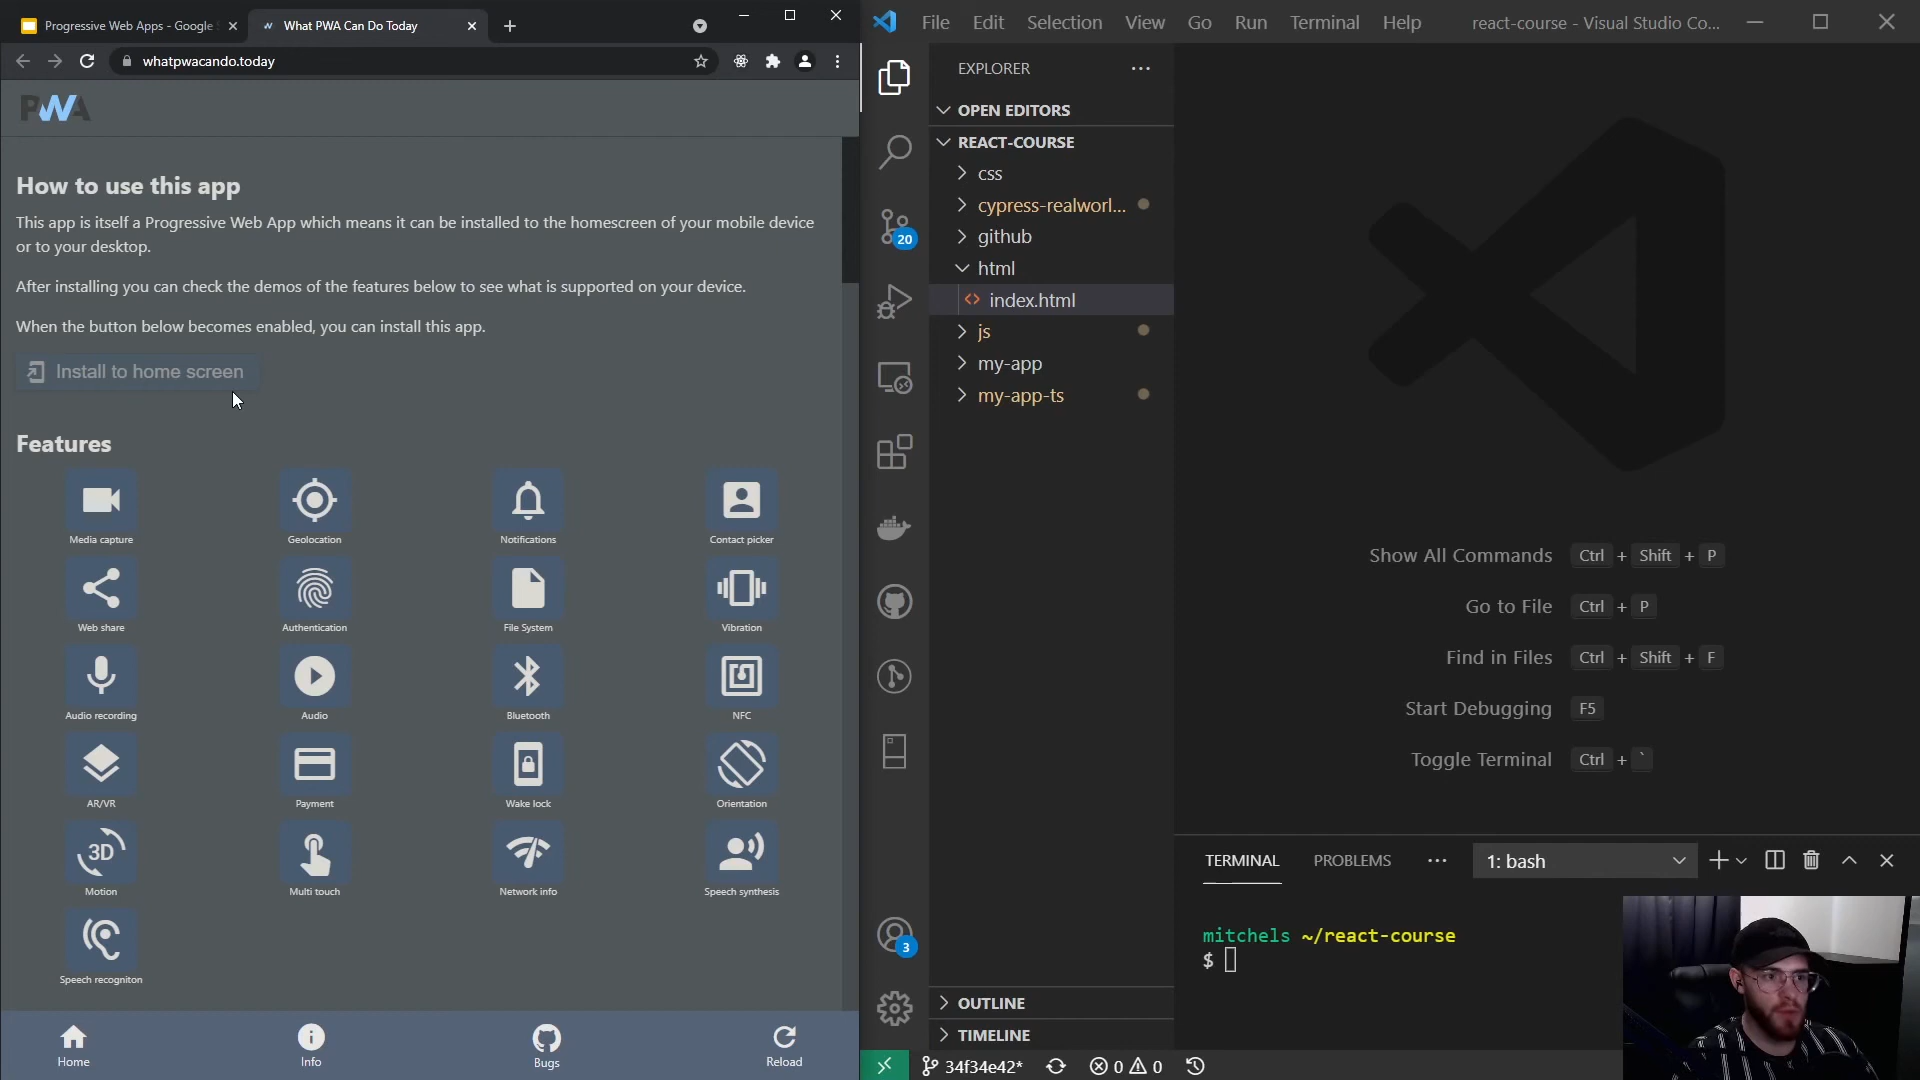 Progressive Web Apps - Google S
What PWA Can Do Today
whatpwacando.today
PWA
How to use this app
This app is itself a Progressive Web App which means it can be installed to the homescreen of your mobile device
or to your desktop.
After installing you can check the demos of the features below to see what is supported on your device.
When the button below becomes enabled, you can install this app.
Install to home screen
Features
Media capture
Geolocation
Notifications
Contact picker
Web share
Authentication
File System
Vibration
Audio recording
Audio
Bluetooth
NFC
AR/VR
Payment
Wake lock
Orientation
3D
Motion
Multi touch
Network info
Speech synthesis
Speech recogniton
Home
Info
Bugs
Reload
File Edit Selection View Go Run Terminal Help
react-course - Visual Studio Co...
EXPLORER
OPEN EDITORS
REACT-COURSE
css
cypress-realworl...
github
html
index.html
js
my-app
my-app-ts
20
3
OUTLINE
TIMELINE
Show All Commands Ctrl + Shift + P
Go to File Ctrl + P
Find in Files Ctrl + Shift + F
Start Debugging F5
Toggle Terminal Ctrl + `
TERMINAL PROBLEMS ... 1: bash
mitchels ~/react-course
$
34f34e42* 0 0